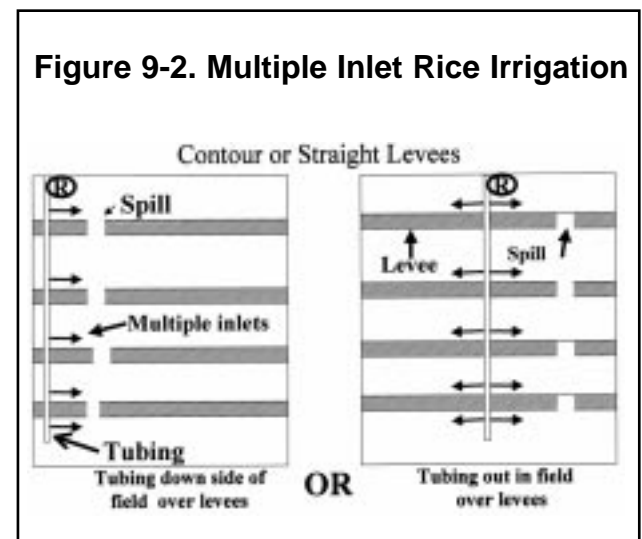 Figure 9-2. Multiple Inlet Rice Irrigation
Contour or Straight Levees
R
Spill
Multiple inlets
Tubing
Tubing down side of
field over levees
OR
R
Levee
Spill
Tubing out in field
over levees